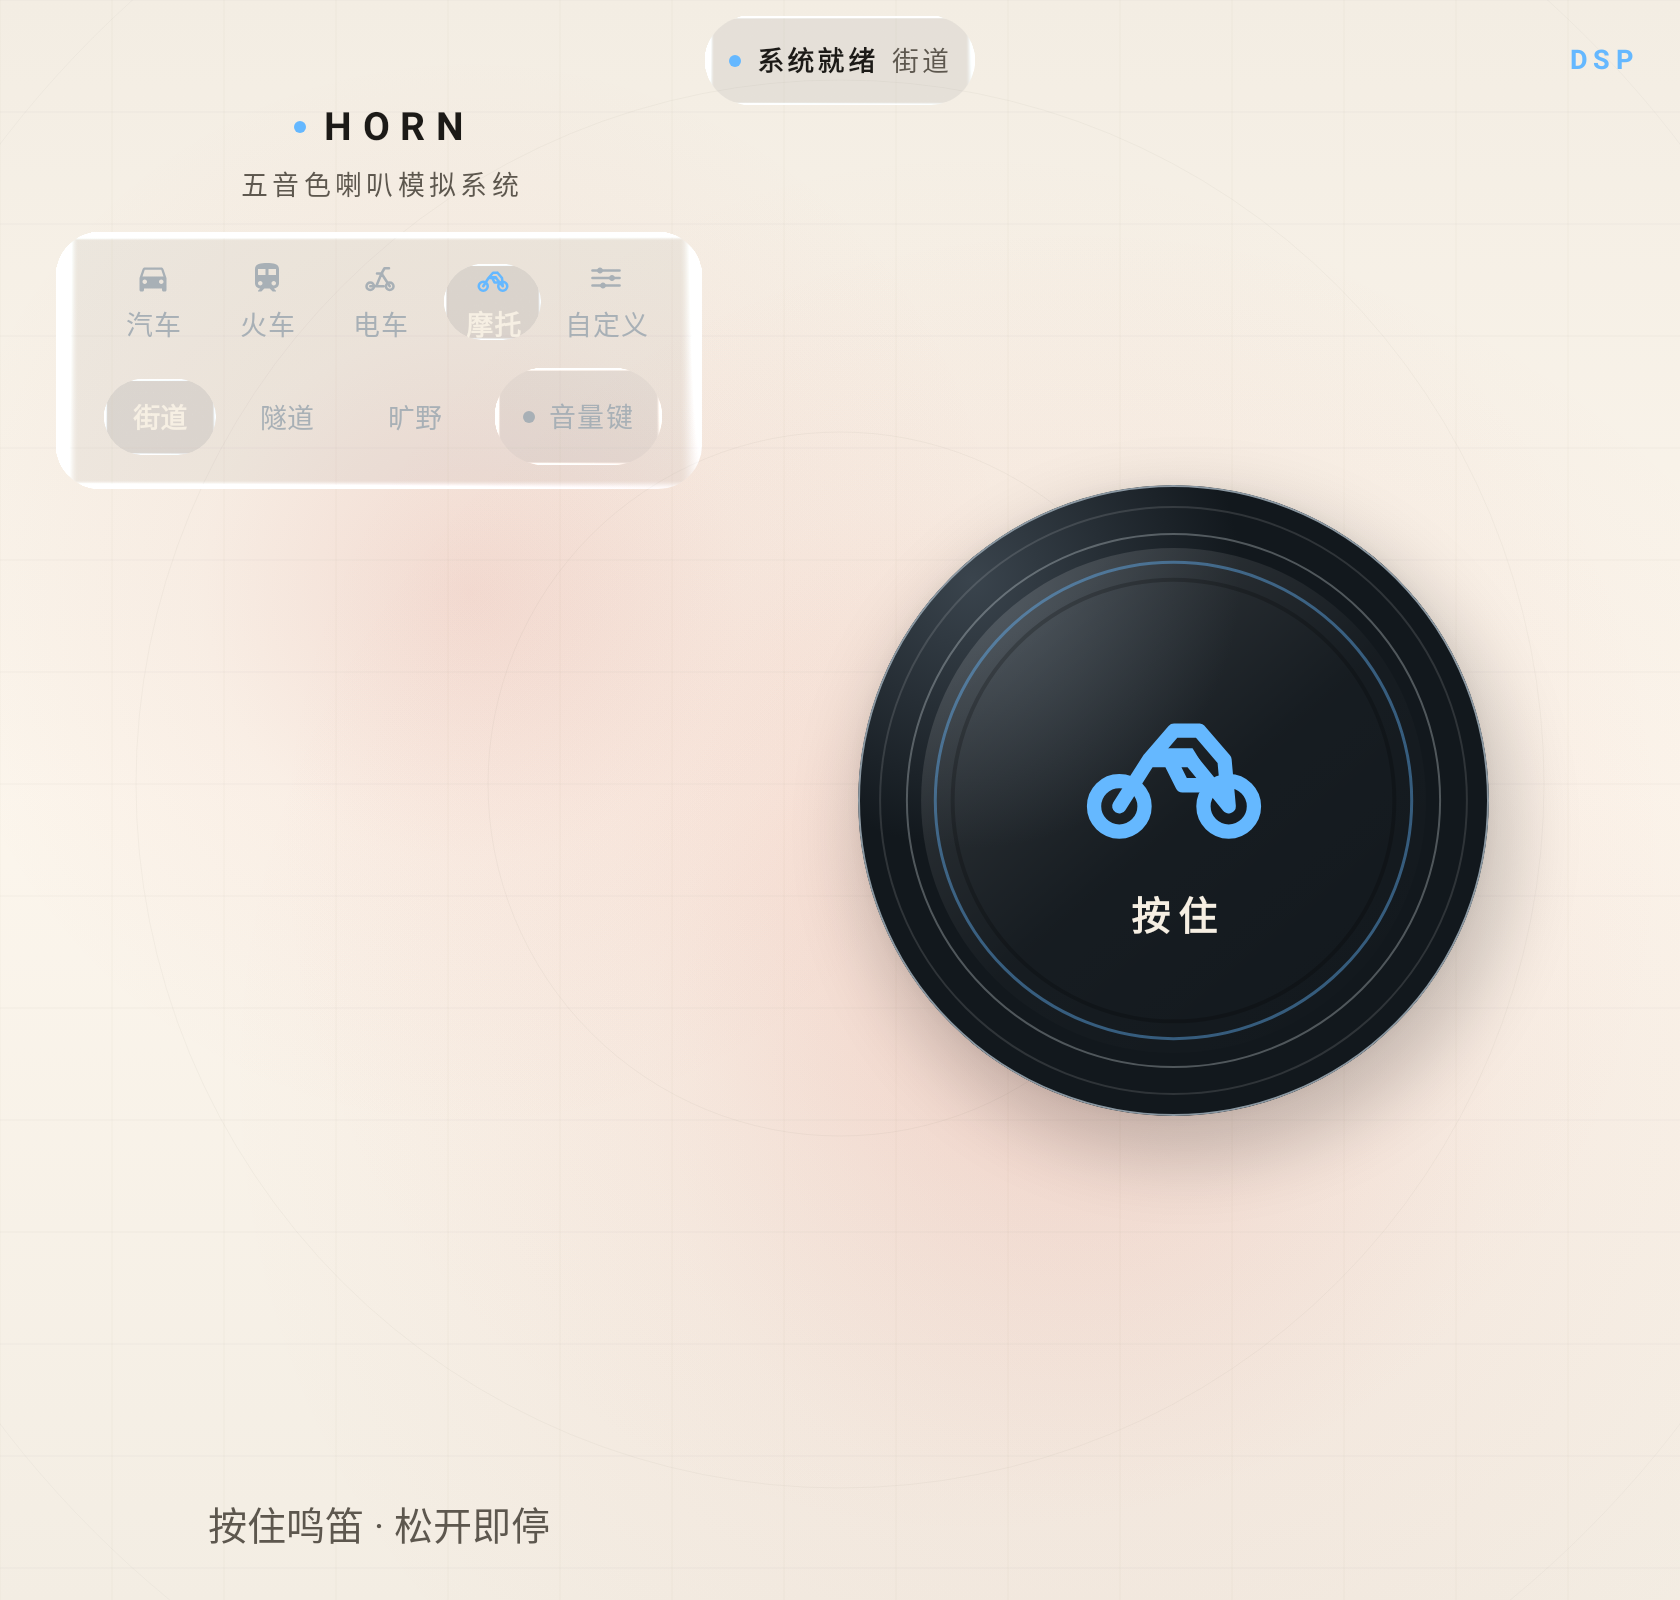 系统就绪 街道
DSP
HORN
五音色喇叭模拟系统
汽车 火车 电车 摩托 自定义
街道 隧道 旷野 音量键
按住
按住鸣笛 · 松开即停